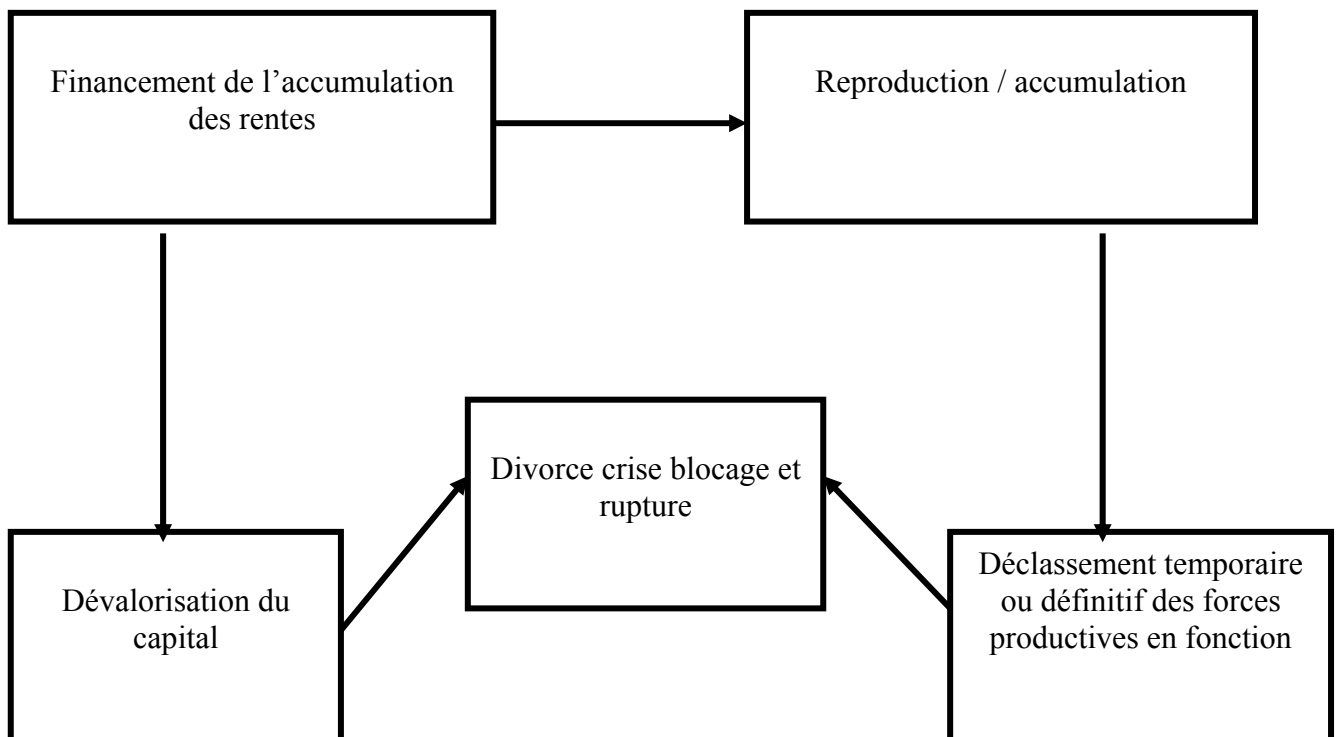 Financement de l’accumulation
des rentes
Reproduction / accumulation
Divorce crise blocage et
rupture
Dévalorisation du
capital
Déclassement temporaire
ou définitif des forces
productives en fonction